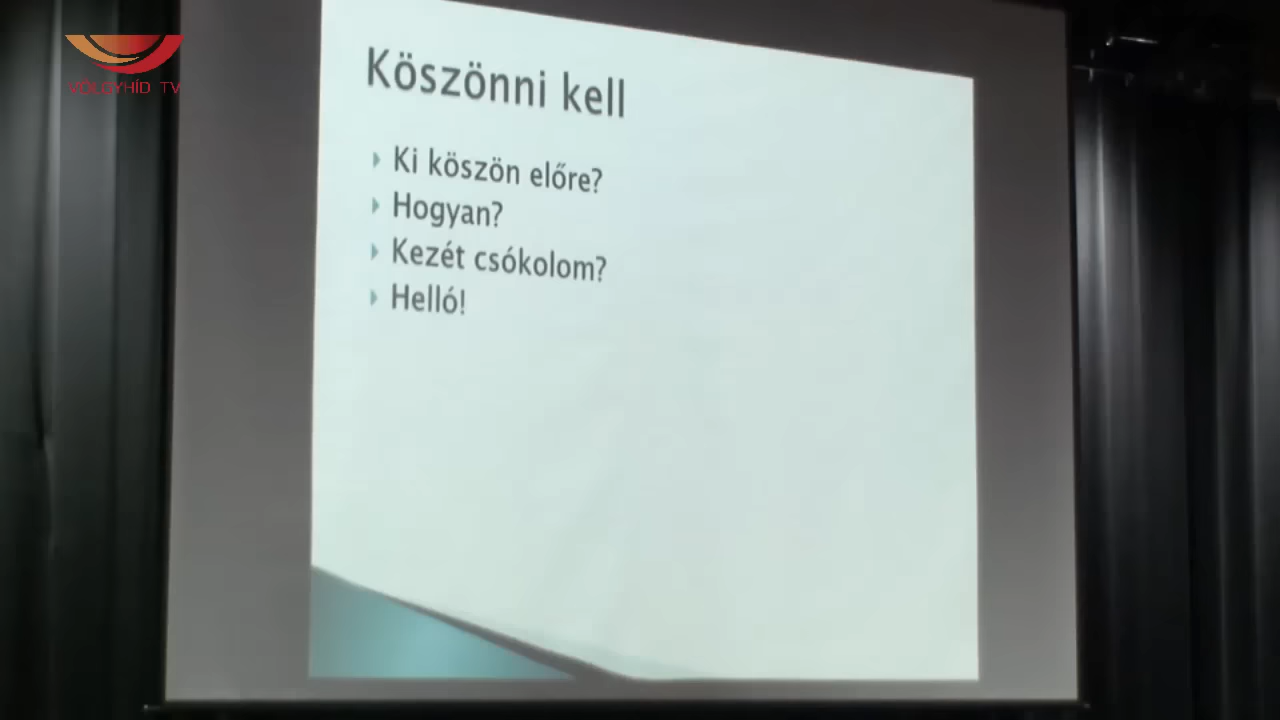 VÖLGYHÍD TV
Köszönni kell
Ki köszön előre?
Hogyan?
Kezét csókolom?
Helló!